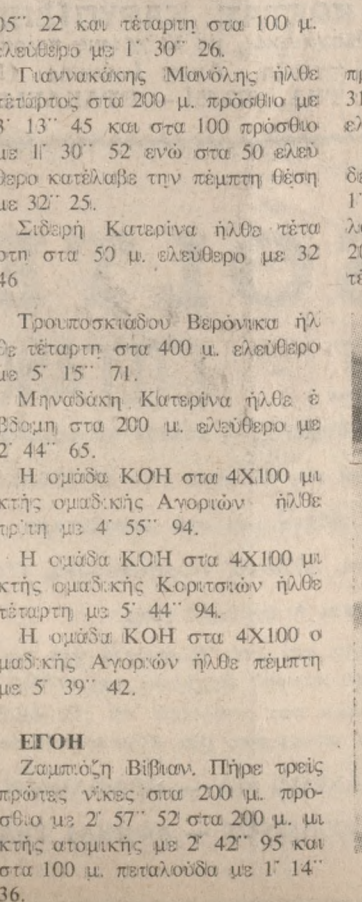 05¨ 22 και τέταρτη στα 100 μ.
ελεύθερο με 1΄ 30¨ 26.
Γιαννακάκης Μανόλης ήλθε
τέταρτος στα 200 μ. πρόσθιο με
3΄ 13¨ 45 και στα 100 πρόσθιο
με 1΄ 30¨ 52 ενώ στα 50 ελεύ
θερο κατέλαβε την πέμπτη θέση
με 32¨ 25.
Σιδερή Κατερίνα ήλθε τέτα
ρτη στα 50 μ. ελεύθερο με 32
46
Τρουποσκιάδου Βερόνικα ήλ
θε τέταρτη στα 400 μ. ελεύθερο
με 5΄ 15¨ 71.
Μηναδάκη Κατερίνα ήλθε έ
βδομη στα 200 μ. ελεύθερο με
2΄ 44¨ 65.
Η ομάδα ΚΟΗ στα 4Χ100 μι
κτής ομαδικής Αγοριών ήλθε
τρίτη με 4΄ 55¨ 94.
Η ομάδα ΚΟΗ στα 4Χ100 μι
κτής ομαδικής Κοριτσιών ήλθε
τέταρτη με 5΄ 44¨ 94.
Η ομάδα ΚΟΗ στα 4Χ100 ο
μαδικής Αγοριών ήλθε πέμπτη
με 5΄ 39¨ 42.
ΕΓΟΗ
Ζαμπιόζη Βίβιαν. Πήρε τρείς
πρώτες νίκες στα 200 μ. πρό-
σθιο με 2΄ 57¨ 52 στα 200 μ. μι
κτής ατομικής με 2΄ 42¨ 95 και
στα 100 μ. πεταλούδα με 1΄ 14¨
36.